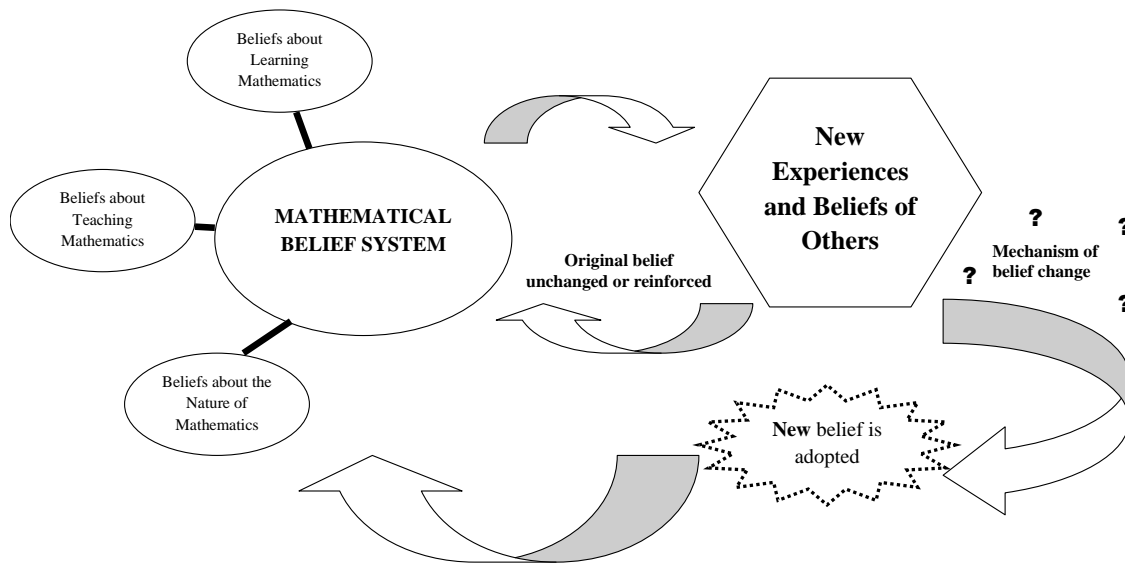 Beliefs about
Learning
Mathematics
Beliefs about
Teaching
Mathematics
MATHEMATICAL
BELIEF SYSTEM
Beliefs about the
Nature of
Mathematics
New
Experiences
and Beliefs of
Others
Original belief
unchanged or reinforced
?
?
Mechanism of
belief change
?
?
New belief is
adopted